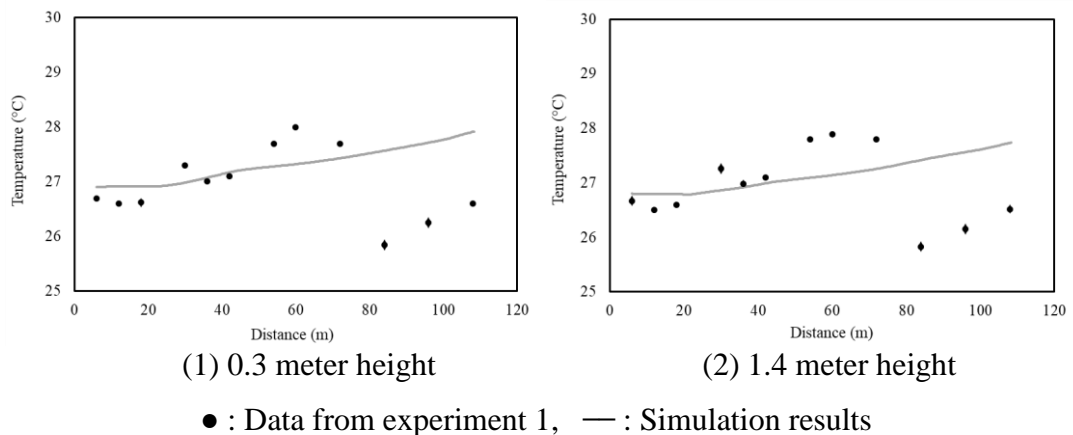 30
29
28
27
26
25
Temperature (°C)
0 20 40 60 80 100 120
Distance (m)
(1) 0.3 meter height
30
29
28
27
26
25
Temperature (°C)
0 20 40 60 80 100 120
Distance (m)
(2) 1.4 meter height
● : Data from experiment 1, — : Simulation results